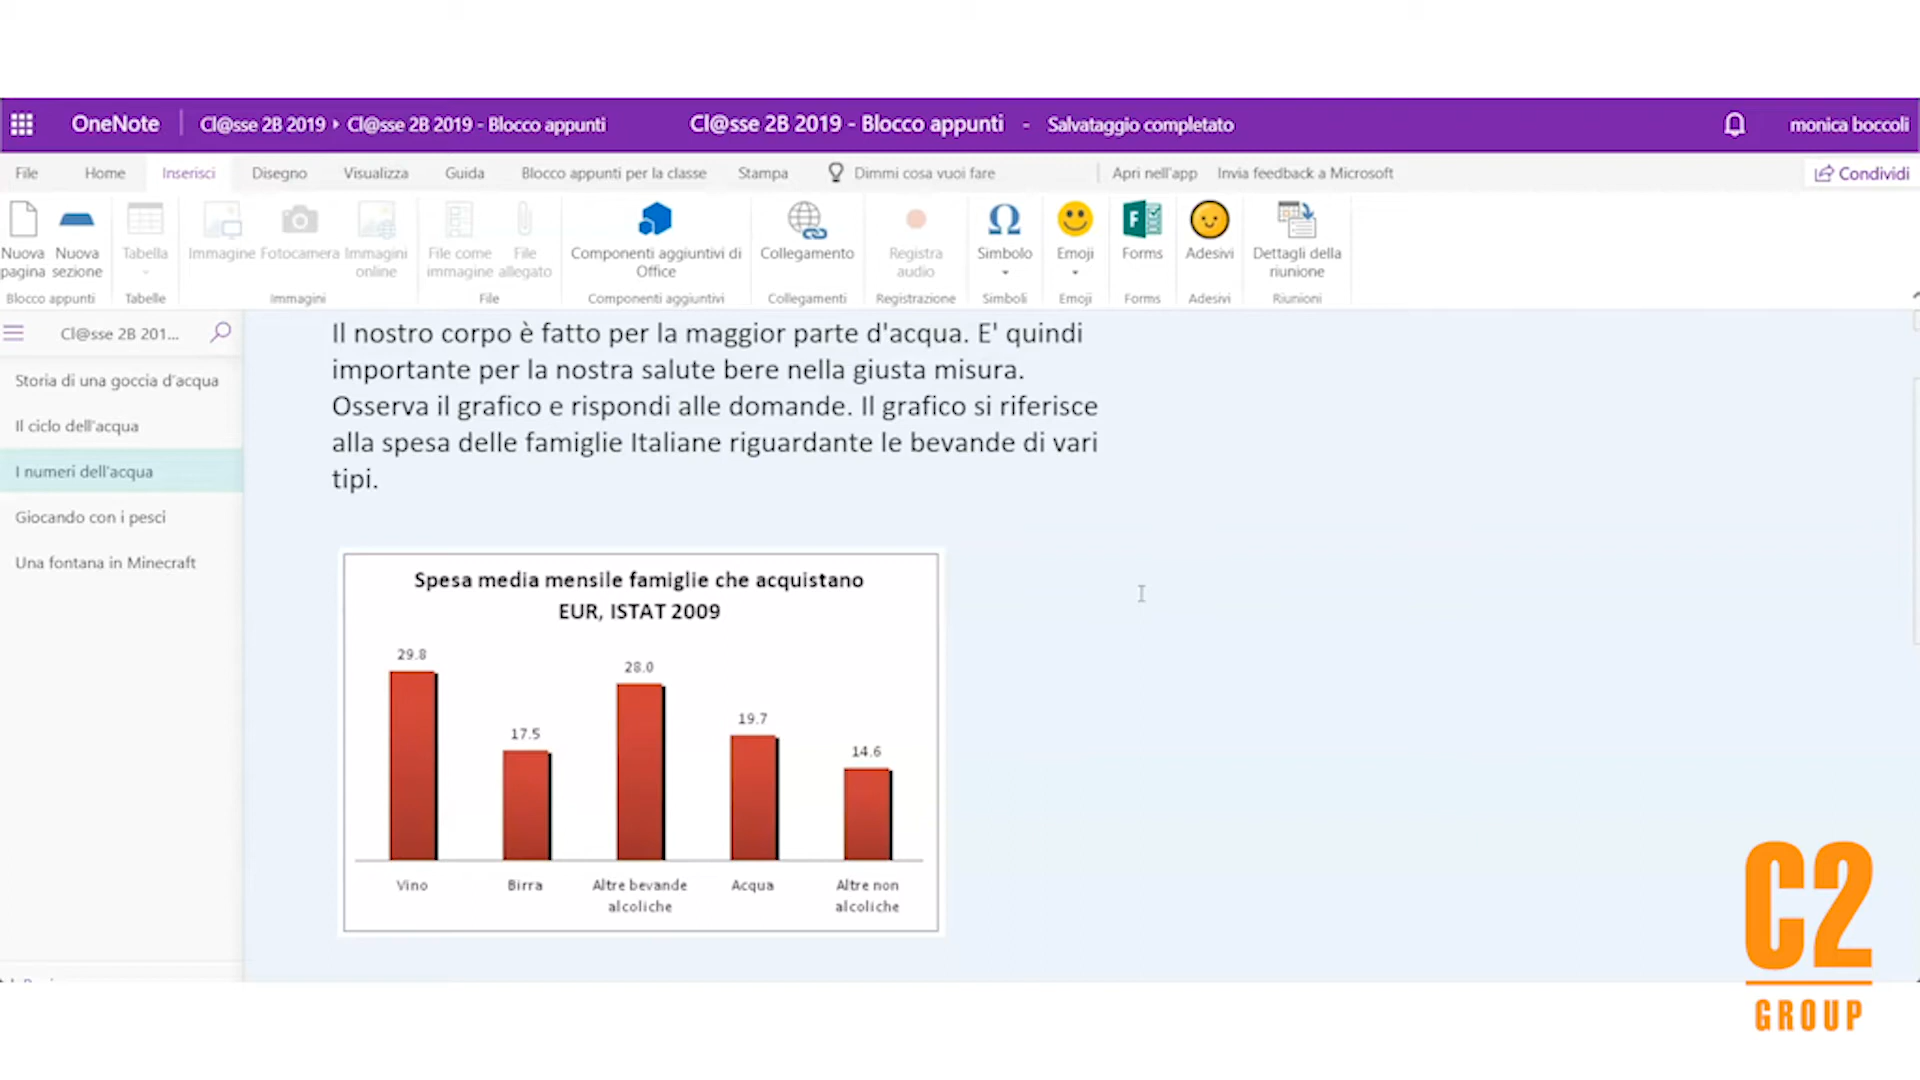 OneNote
Cl@sse 2B 2019 › Cl@sse 2B 2019 - Blocco appunti
Cl@sse 2B 2019 - Blocco appunti - Salvataggio completato
monica boccoli
File Home Inserisci Disegno Visualizza Guida Blocco appunti per la classe Stampa Dimmi cosa vuoi fare Apri nell'app Invia feedback a Microsoft Condividi
Nuova pagina
Nuova sezione
Tabella
Immagine
Fotocamera
Immagini online
File come immagine
File allegato
Componenti aggiuntivi di Office
Collegamento
Registra audio
Simbolo
Emoji
Forms
Adesivi
Dettagli della riunione
Blocco appunti Tabelle Immagini File Componenti aggiuntivi Collegamenti Registrazione Simboli Emoji Forms Adesivi Riunioni
Cl@sse 2B 201...
Storia di una goccia d'acqua
Il ciclo dell'acqua
I numeri dell'acqua
Giocando con i pesci
Una fontana in Minecraft
Il nostro corpo è fatto per la maggior parte d'acqua. E' quindi
importante per la nostra salute bere nella giusta misura.
Osserva il grafico e rispondi alle domande. Il grafico si riferisce
alla spesa delle famiglie Italiane riguardante le bevande di vari
tipi.
Spesa media mensile famiglie che acquistano
EUR, ISTAT 2009
29.8
17.5
28.0
19.7
14.6
Vino
Birra
Altre bevande
alcoliche
Acqua
Altre non
alcoliche
C2
GROUP